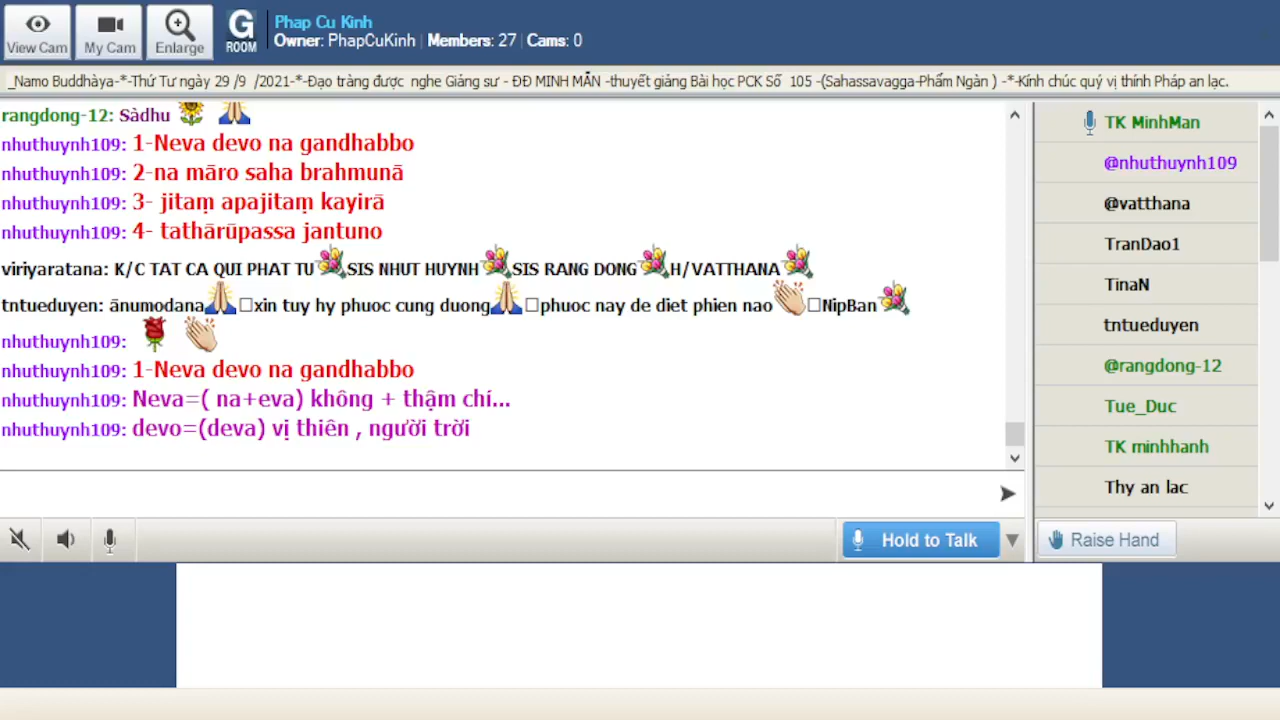 View Cam
My Cam
Enlarge
G
ROOM
Phap Cu Kinh
Owner: PhapCuKinh | Members: 27 | Cams: 0
_Namo Buddhàya-*-Thứ Tư ngày 29 /9 /2021-*-Đạo tràng được nghe Giảng sư - ĐĐ MINH MẪN -thuyết giảng Bài học PCK Số 105 -(Sahassavagga-Phẩm Ngàn ) -*-Kính chúc quý vị thính Pháp an lạc.
rangdong-12: Sàdhu
nhuthuynh109: 1-Neva devo na gandhabbo
nhuthuynh109: 2-na māro saha brahmunā
nhuthuynh109: 3- jitaṃ apajitaṃ kayirā
nhuthuynh109: 4- tathārūpassa jantuno
viriyaratana: K/C TAT CA QUI PHAT TU SIS NHUT HUYNH SIS RANG DONG H/VATTHANA
tntueduyen: ānumodana xin tuy hy phuoc cung duong phuoc nay de diet phien nao NipBan
nhuthuynh109:
nhuthuynh109: 1-Neva devo na gandhabbo
nhuthuynh109: Neva=( na+eva) không + thậm chí...
nhuthuynh109: devo=(deva) vị thiên , người trời
TK MinhMan
@nhuthuynh109
@vatthana
TranDao1
TinaN
tntueduyen
@rangdong-12
Tue_Duc
TK minhhanh
Thy an lac
Hold to Talk
Raise Hand